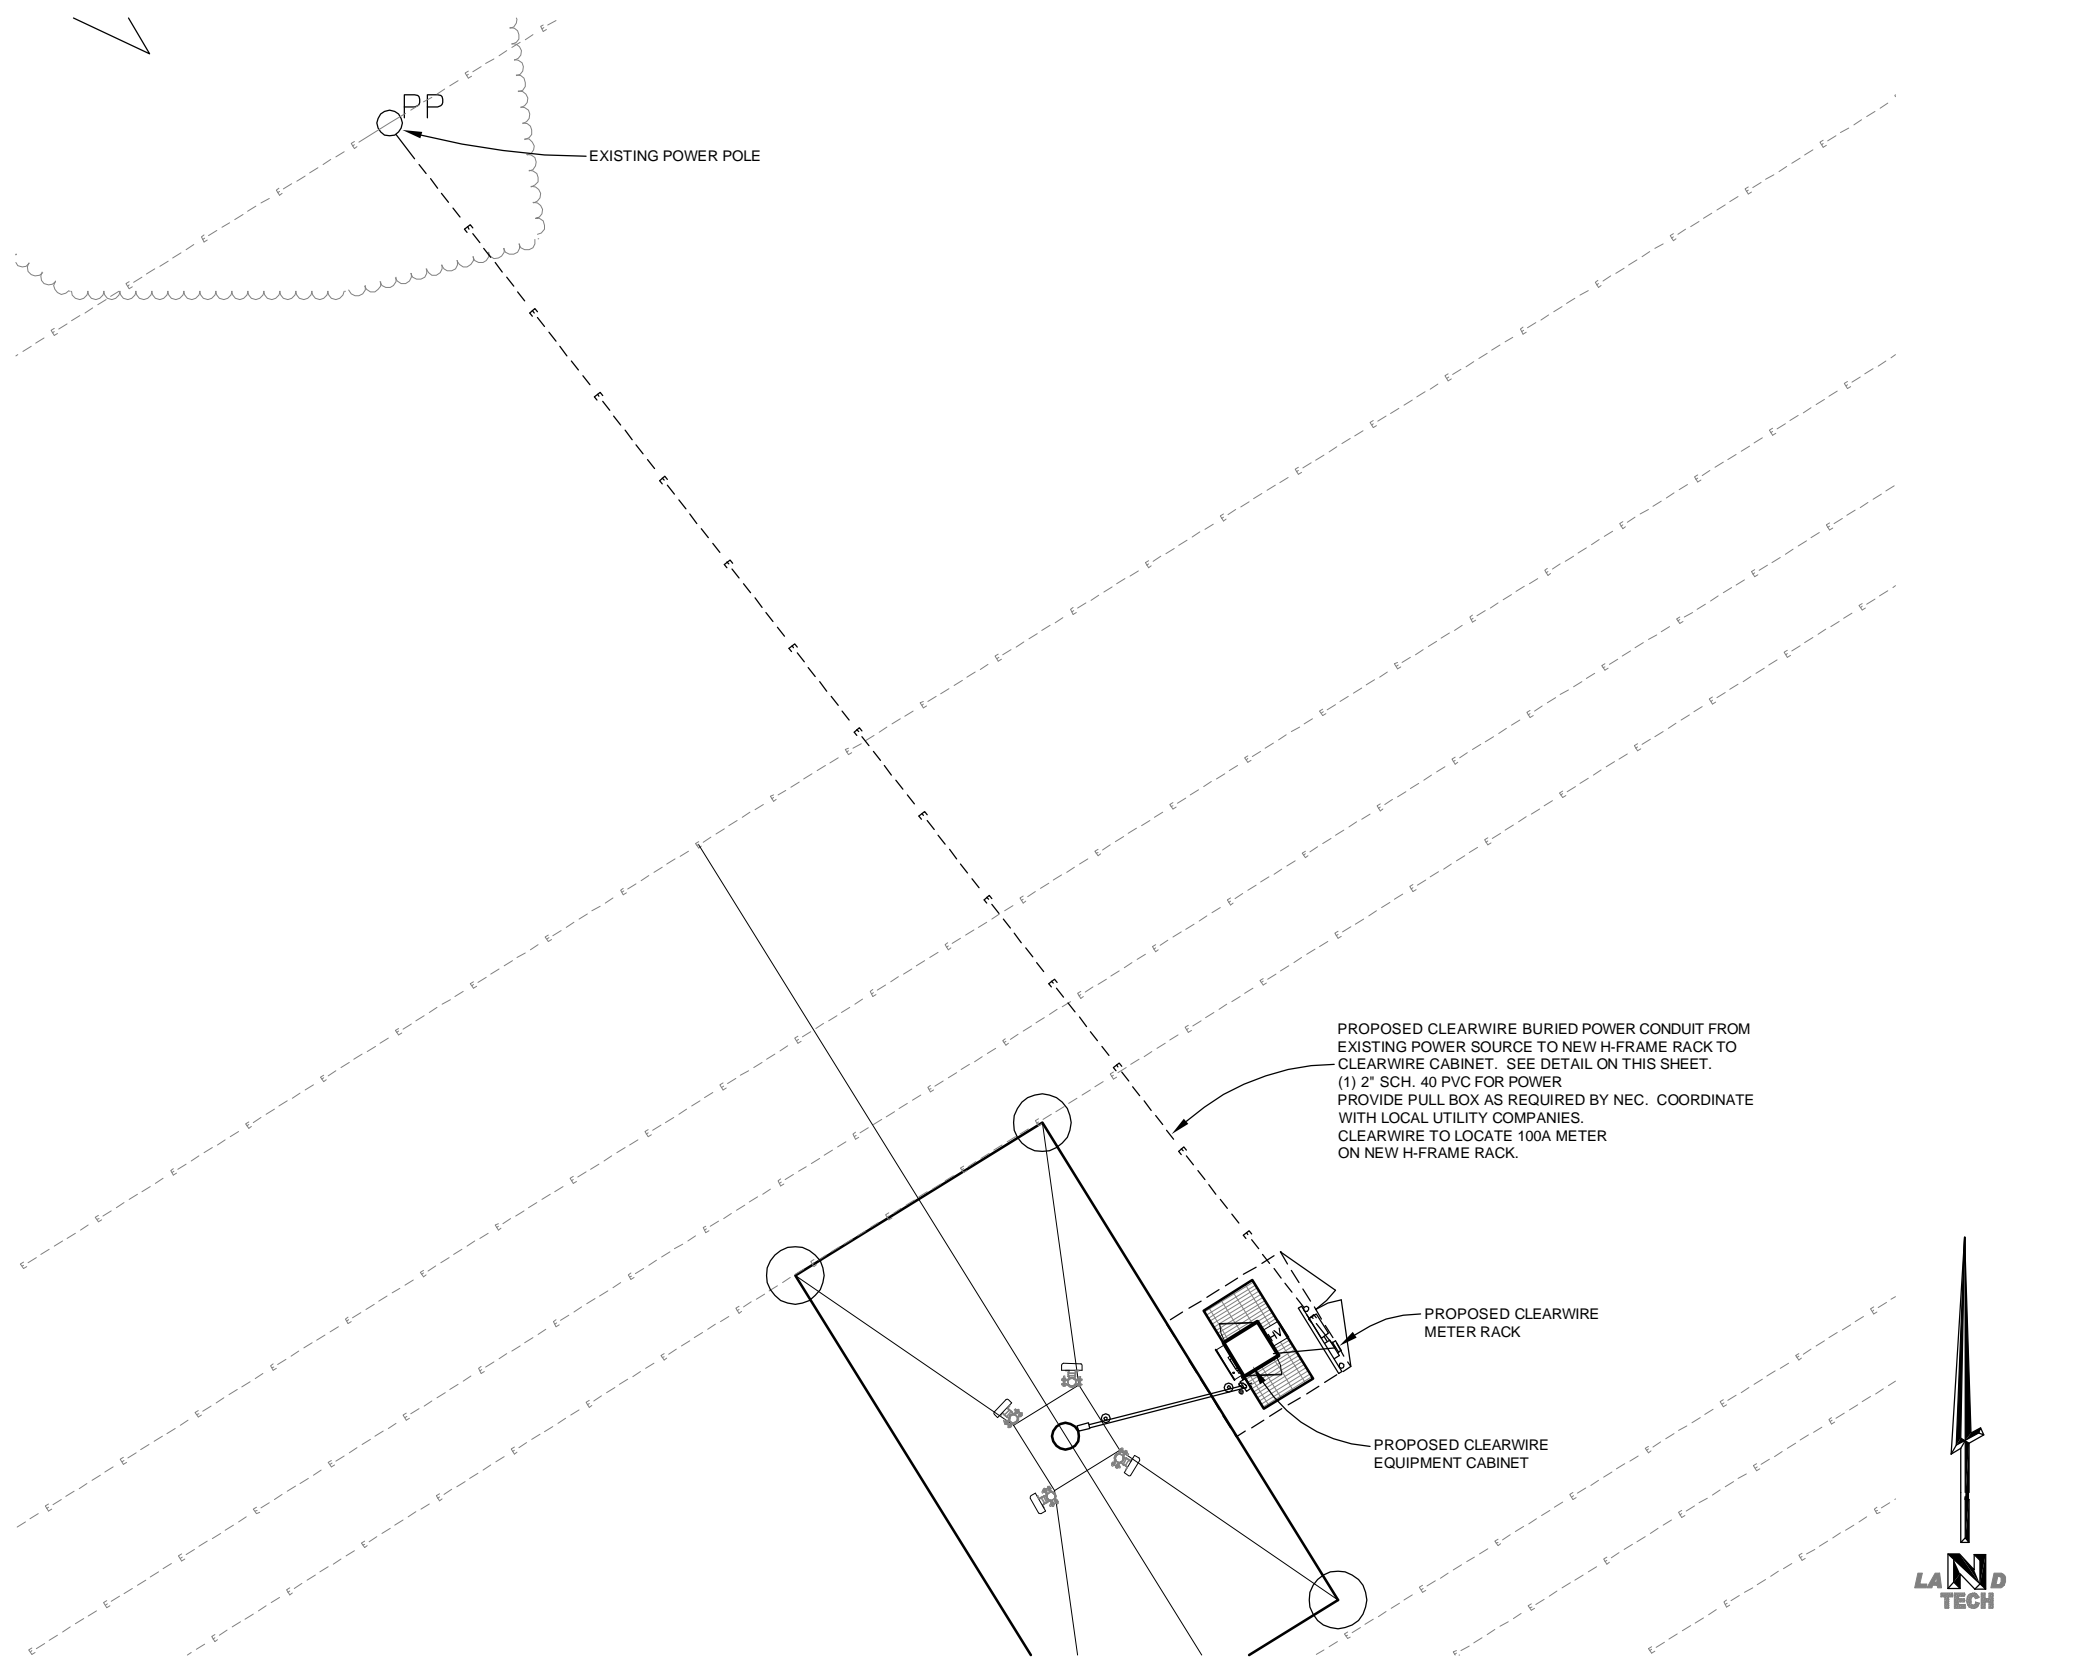 PP
EXISTING POWER POLE
PROPOSED CLEARWIRE BURIED POWER CONDUIT FROM
EXISTING POWER SOURCE TO NEW H-FRAME RACK TO
CLEARWIRE CABINET. SEE DETAIL ON THIS SHEET.
(1) 2" SCH. 40 PVC FOR POWER
PROVIDE PULL BOX AS REQUIRED BY NEC. COORDINATE
WITH LOCAL UTILITY COMPANIES.
CLEARWIRE TO LOCATE 100A METER
ON NEW H-FRAME RACK.
PROPOSED CLEARWIRE
METER RACK
PROPOSED CLEARWIRE
EQUIPMENT CABINET
LAND
TECH